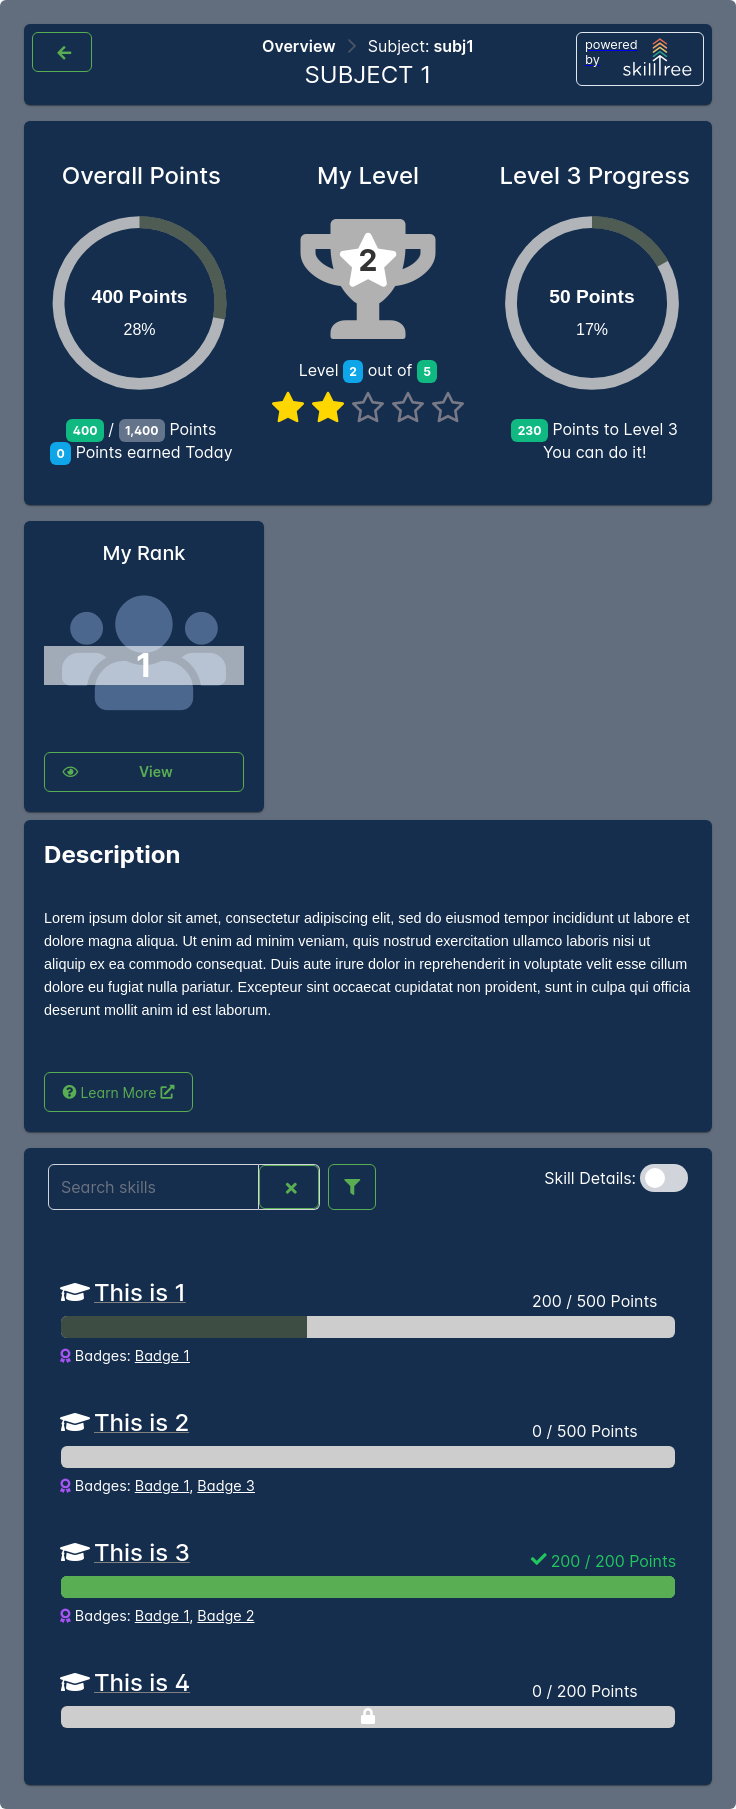 Overview
Subject: subj1
SUBJECT 1
powered
by
skilltree
Overall Points
400 Points
28%
400 / 1,400 Points
0 Points earned Today
My Level
2
Level 2 out of 5
Level 3 Progress
50 Points
17%
230 Points to Level 3
You can do it!
My Rank
1
View
Description
Lorem ipsum dolor sit amet, consectetur adipiscing elit, sed do eiusmod tempor incididunt ut labore et
dolore magna aliqua. Ut enim ad minim veniam, quis nostrud exercitation ullamco laboris nisi ut
aliquip ex ea commodo consequat. Duis aute irure dolor in reprehenderit in voluptate velit esse cillum
dolore eu fugiat nulla pariatur. Excepteur sint occaecat cupidatat non proident, sunt in culpa qui officia
deserunt mollit anim id est laborum.
Learn More
Search skills
Skill Details:
This is 1
200 / 500 Points
Badges: Badge 1
This is 2
0 / 500 Points
Badges: Badge 1, Badge 3
This is 3
200 / 200 Points
Badges: Badge 1, Badge 2
This is 4
0 / 200 Points